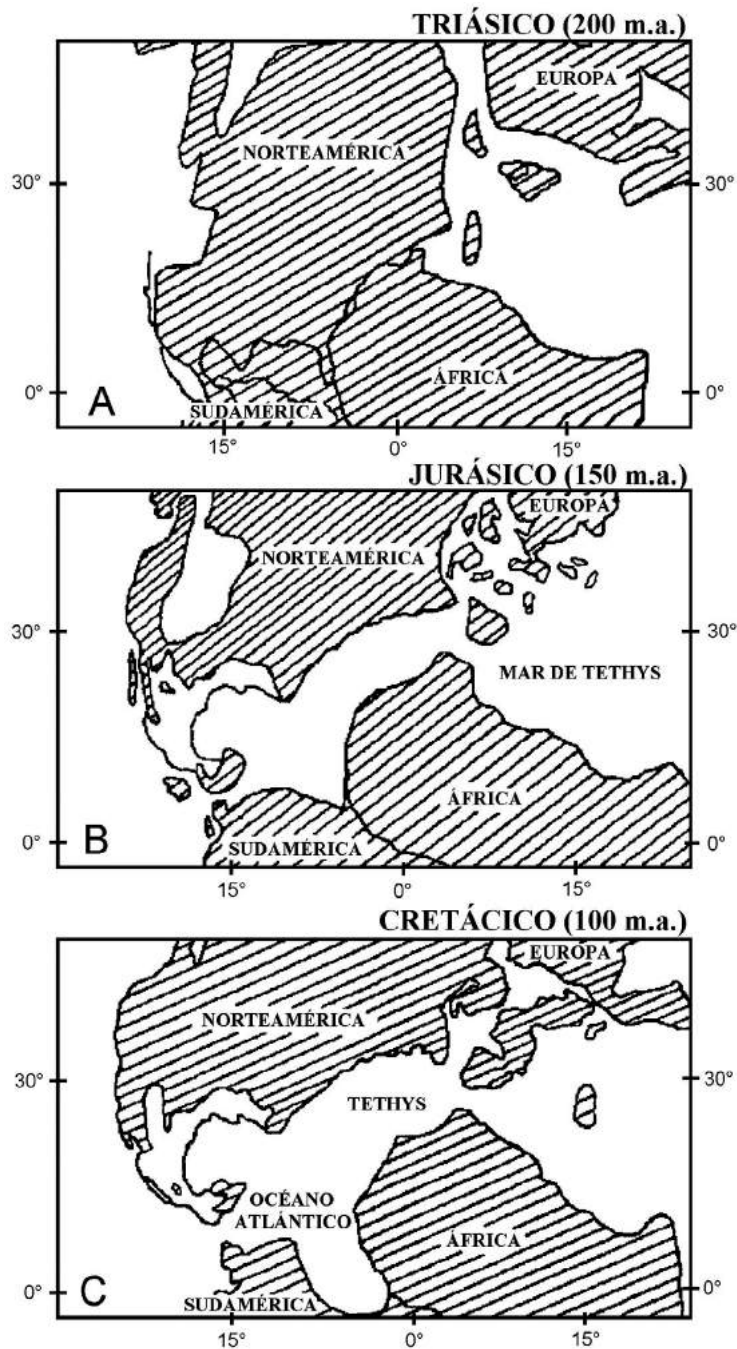 TRIÁSICO (200 m.a.)
EUROPA
NORTEAMÉRICA
30°
30°
ÁFRICA
0°
0°
A
SUDAMÉRICA
15°
0°
15°
JURÁSICO (150 m.a.)
EUROPA
NORTEAMÉRICA
30°
30°
MAR DE TETHYS
ÁFRICA
0°
0°
B
SUDAMÉRICA
15°
0°
15°
CRETÁCICO (100 m.a.)
EUROPA
NORTEAMÉRICA
30°
30°
TETHYS
OCÉANO
ATLÁNTICO
ÁFRICA
0°
0°
C
SUDAMÉRICA
15°
0°
15°